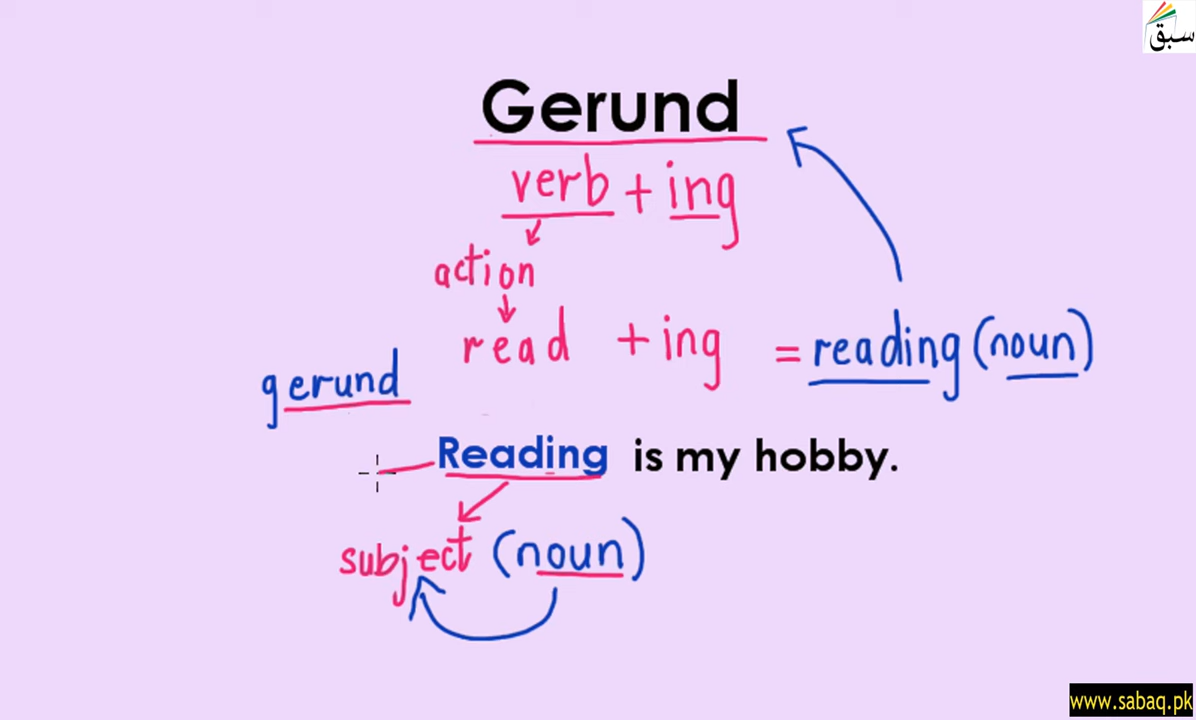 سبق
Gerund
verb + ing
action
read + ing = reading (noun)
gerund
Reading is my hobby.
subject (noun)
www.sabaq.pk